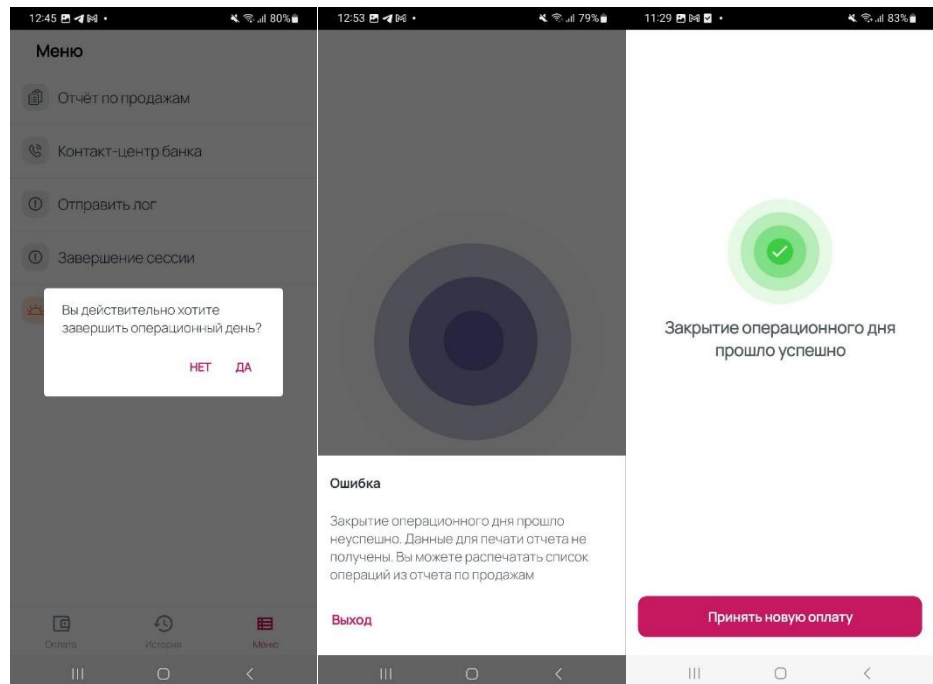 12:45
80%
Меню
Отчёт по продажам
Контакт-центр банка
Отправить лог
Завершение сессии
Вы действительно хотите
завершить операционный день?
НЕТ ДА
Оплата История Меню
12:53
79%
Ошибка
Закрытие операционного дня прошло
неуспешно. Данные для печати отчета не
получены. Вы можете распечатать список
операций из отчета по продажам
Выход
11:29
83%
Закрытие операционного дня
прошло успешно
Принять новую оплату